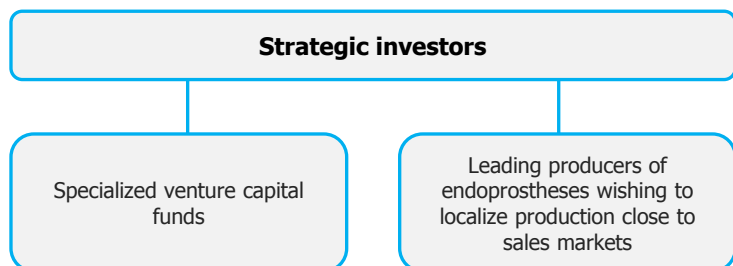 Strategic investors
Specialized venture capital
funds
Leading producers of
endoprostheses wishing to
localize production close to
sales markets